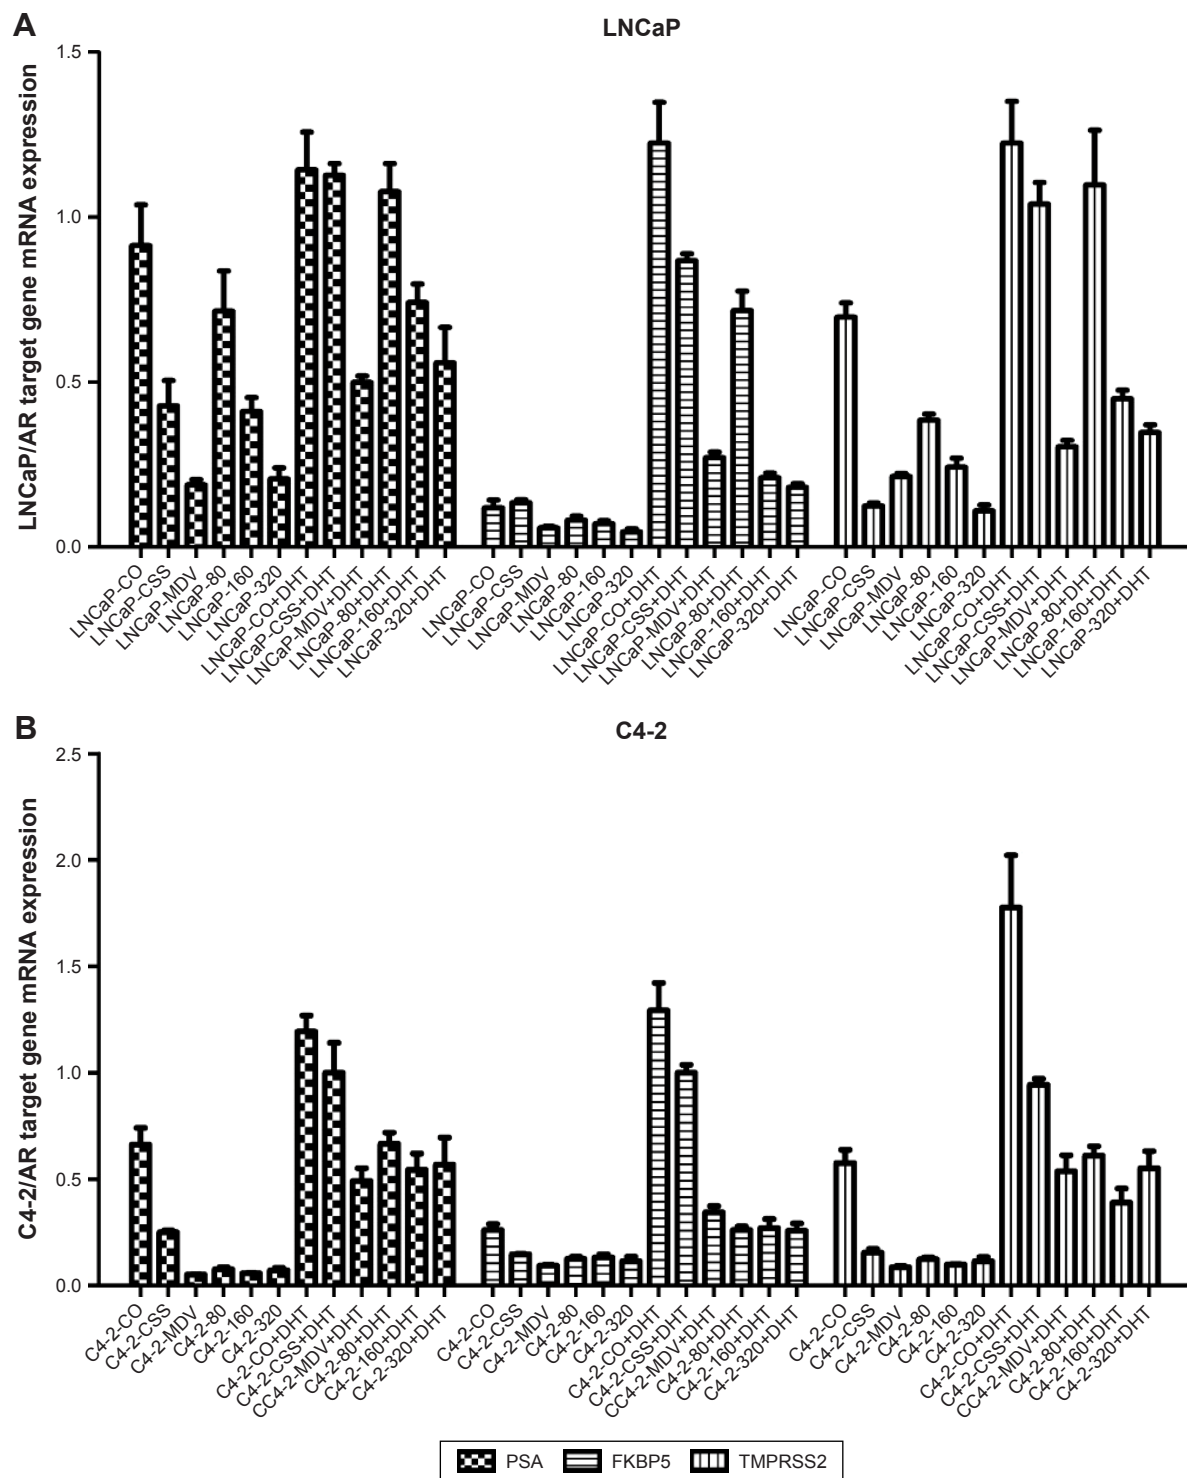 A
LNCaP
LNCaP/AR target gene mRNA expression
1.5
1.0
0.5
0.0
LNCaP-CO
LNCaP-CSS
LNCaP-MDV
LNCaP-80
LNCaP-160
LNCaP-320
LNCaP-CO+DHT
LNCaP-CSS+DHT
LNCaP-MDV+DHT
LNCaP-80+DHT
LNCaP-160+DHT
LNCaP-320+DHT
LNCaP-CO
LNCaP-CSS
LNCaP-MDV
LNCaP-80
LNCaP-160
LNCaP-320
LNCaP-CO+DHT
LNCaP-CSS+DHT
LNCaP-MDV+DHT
LNCaP-80+DHT
LNCaP-160+DHT
LNCaP-320+DHT
LNCaP-CO
LNCaP-CSS
LNCaP-MDV
LNCaP-80
LNCaP-160
LNCaP-320
LNCaP-CO+DHT
LNCaP-CSS+DHT
LNCaP-MDV+DHT
LNCaP-80+DHT
LNCaP-160+DHT
LNCaP-320+DHT
B
C4-2
C4-2/AR target gene mRNA expression
2.5
2.0
1.5
1.0
0.5
0.0
C4-2-CO
C4-2-CSS
C4-2-MDV
C4-2-80
C4-2-160
C4-2-320
C4-2-CO+DHT
C4-2-CSS+DHT
CC4-2-MDV+DHT
C4-2-80+DHT
C4-2-160+DHT
C4-2-320+DHT
C4-2-CO
C4-2-CSS
C4-2-MDV
C4-2-80
C4-2-160
C4-2-320
C4-2-CO+DHT
C4-2-CSS+DHT
CC4-2-MDV+DHT
C4-2-80+DHT
C4-2-160+DHT
C4-2-320+DHT
C4-2-CO
C4-2-CSS
C4-2-MDV
C4-2-80
C4-2-160
C4-2-320
C4-2-CO+DHT
C4-2-CSS+DHT
CC4-2-MDV+DHT
C4-2-80+DHT
C4-2-160+DHT
C4-2-320+DHT
PSA FKBP5 TMPRSS2